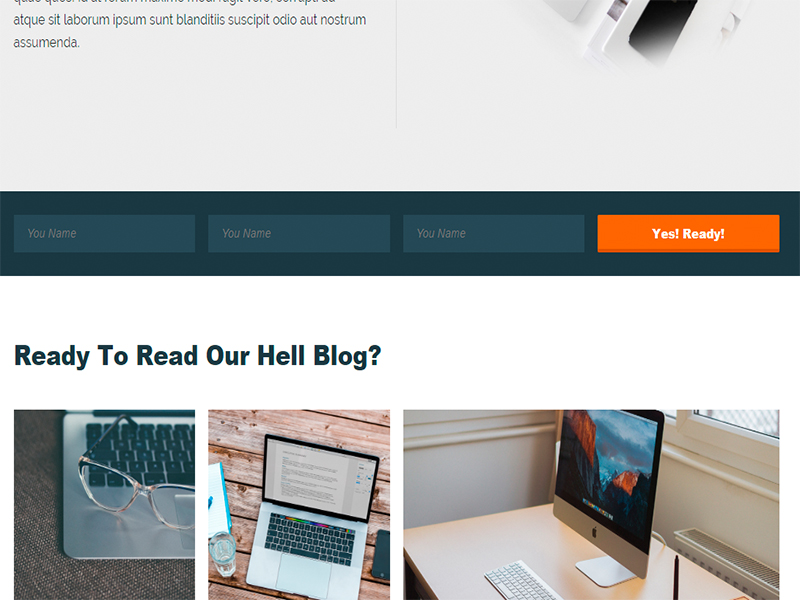 atque sit laborum ipsum sunt blanditiis suscipit odio aut nostrum
assumenda.
You Name You Name You Name Yes! Ready!
Ready To Read Our Hell Blog?